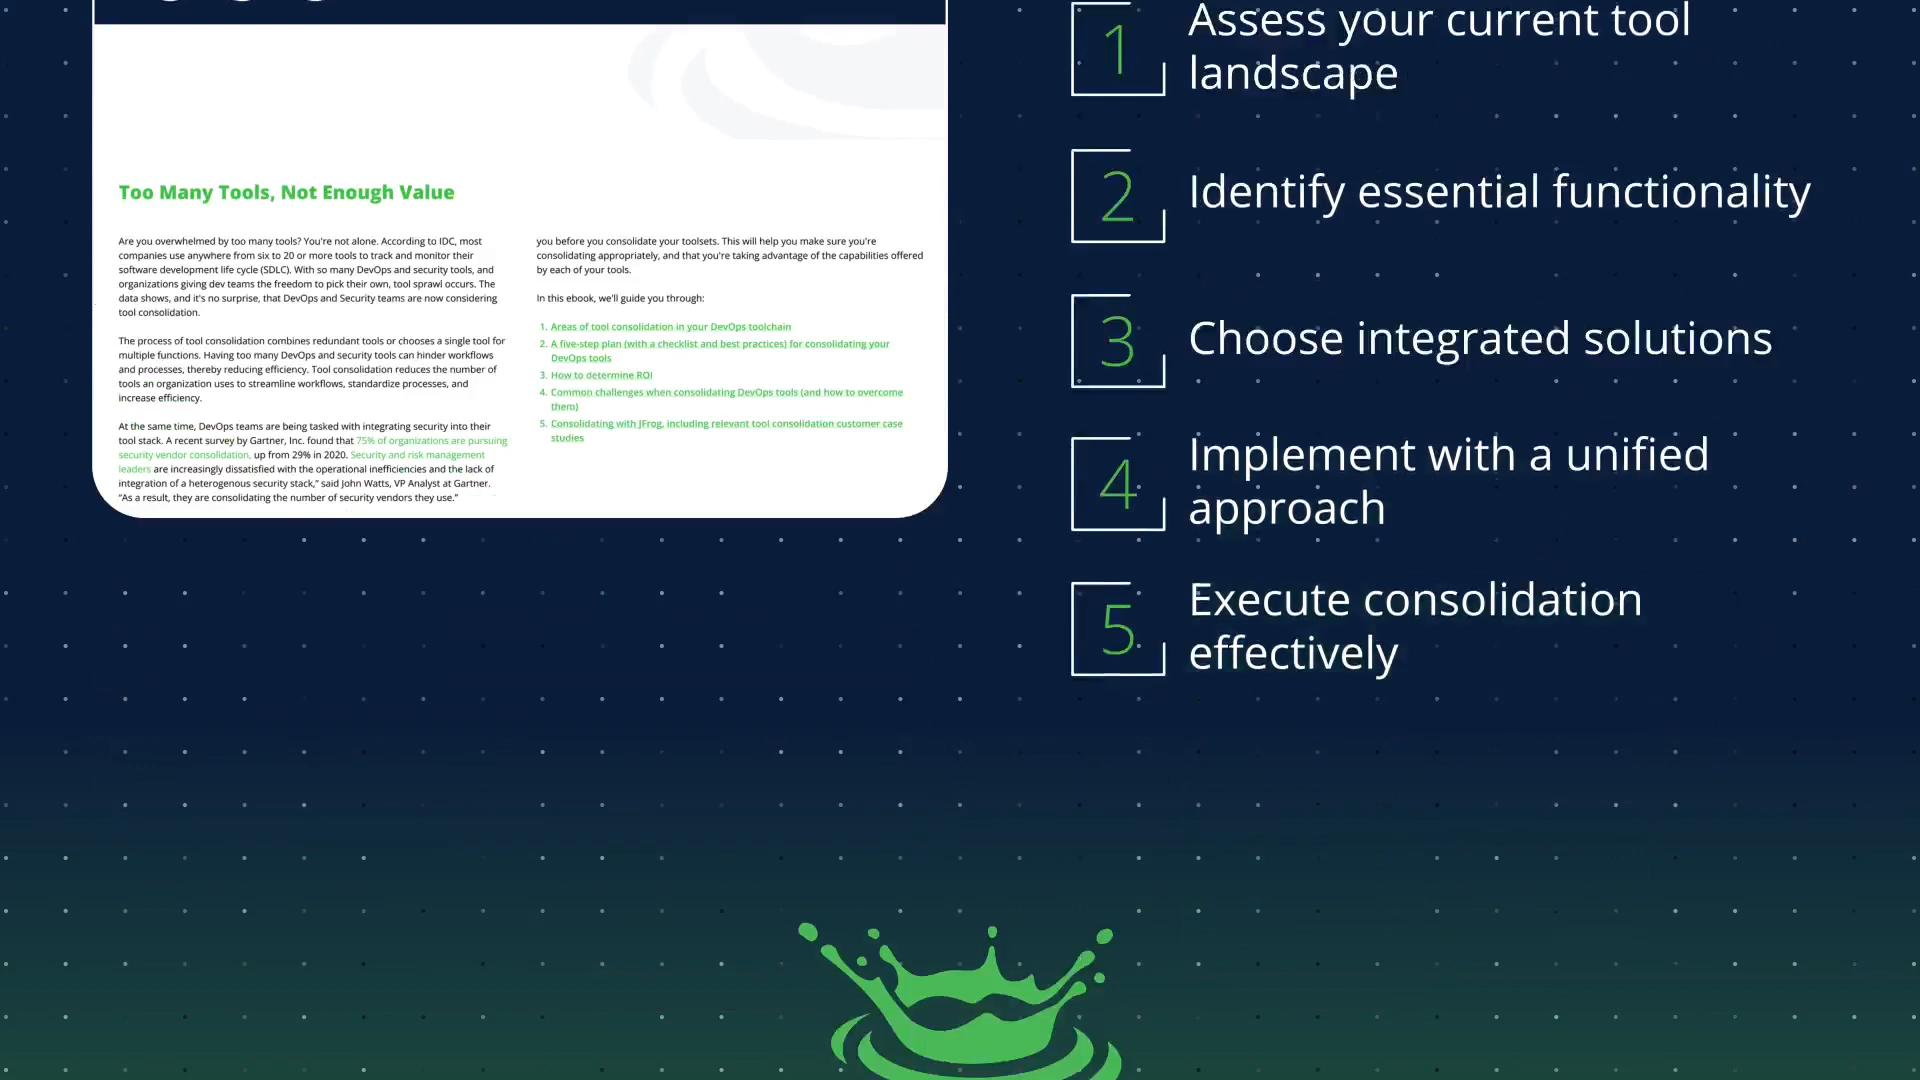 Too Many Tools, Not Enough Value
Are you overwhelmed by too many tools? You're not alone. According to IDC, most
companies use anywhere from six to 20 or more tools to track and monitor their
software development life cycle (SDLC). With so many DevOps and security tools, and
organizations giving dev teams the freedom to pick their own, tool sprawl occurs. The
data shows, and it's no surprise, that DevOps and Security teams are now considering
tool consolidation.
The process of tool consolidation combines redundant tools or chooses a single tool for
multiple functions. Having too many DevOps and security tools can hinder workflows
and processes, thereby reducing efficiency. Tool consolidation reduces the number of
tools an organization uses to streamline workflows, standardize processes, and
increase efficiency.
At the same time, DevOps teams are being tasked with integrating security into their
tool stack. A recent survey by Gartner, Inc. found that 75% of organizations are pursuing
security vendor consolidation, up from 29% in 2020. Security and risk management
leaders are increasingly dissatisfied with the operational inefficiencies and the lack of
integration of a heterogenous security stack,” said John Watts, VP Analyst at Gartner.
“As a result, they are consolidating the number of security vendors they use.”
you before you consolidate your toolsets. This will help you make sure you're
consolidating appropriately, and that you're taking advantage of the capabilities offered
by each of your tools.
In this ebook, we'll guide you through:
1. Areas of tool consolidation in your DevOps toolchain
2. A five-step plan (with a checklist and best practices) for consolidating your
DevOps tools
3. How to determine ROI
4. Common challenges when consolidating DevOps tools (and how to overcome
them)
5. Consolidating with JFrog, including relevant tool consolidation customer case
studies
1 Assess your current tool
landscape
2 Identify essential functionality
3 Choose integrated solutions
4 Implement with a unified
approach
5 Execute consolidation
effectively